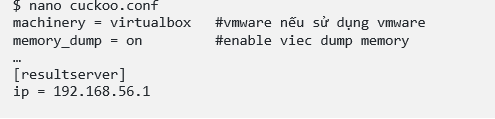 $ nano cuckoo.conf
machinery = virtualbox   #vmware nếu sử dụng vmware
memory_dump = on         #enable viec dump memory
…
[resultserver]
ip = 192.168.56.1